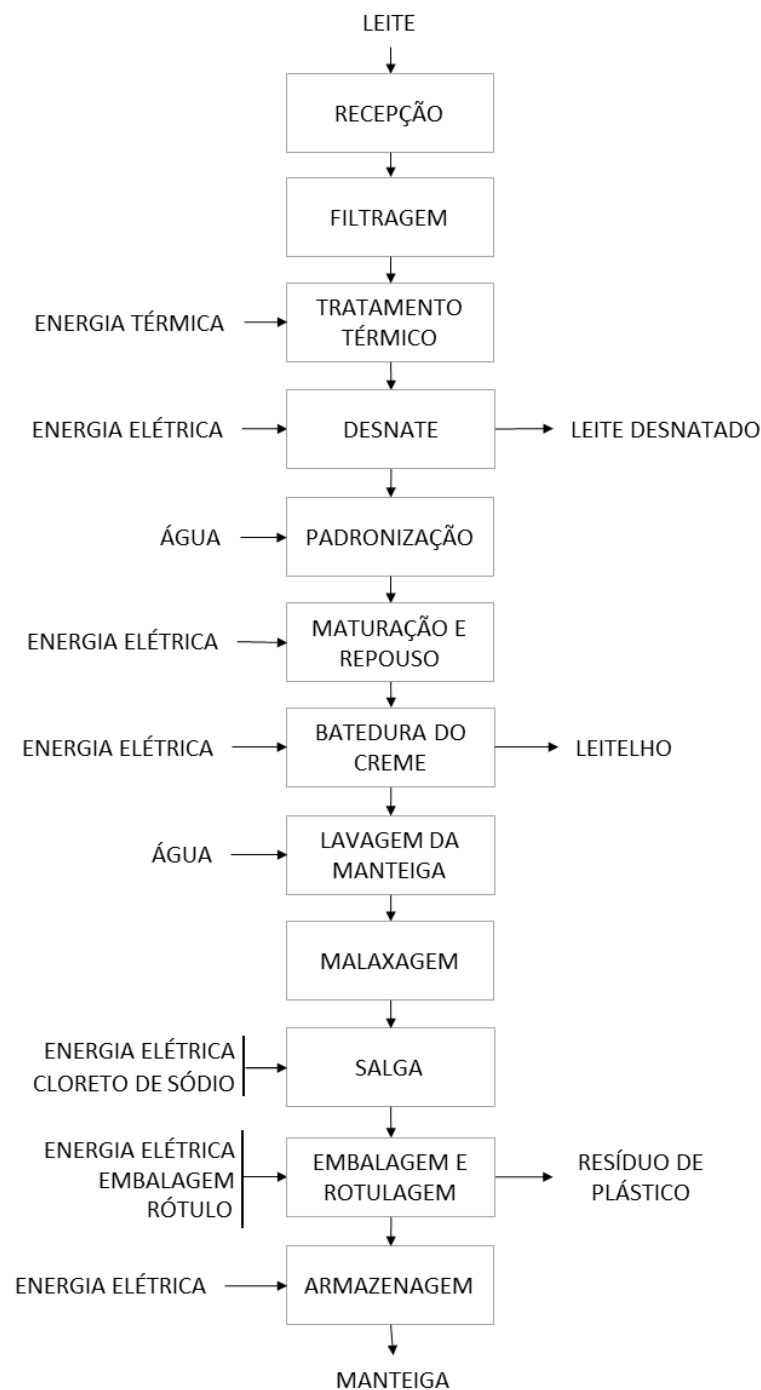 LEITE
RECEPÇÃO
FILTRAGEM
ENERGIA TÉRMICA
TRATAMENTO
TÉRMICO
ENERGIA ELÉTRICA
DESNATE
LEITE DESNATADO
ÁGUA
PADRONIZAÇÃO
ENERGIA ELÉTRICA
MATURAÇÃO E
REPOUSO
ENERGIA ELÉTRICA
BATEDURA DO
CREME
LEITELHO
ÁGUA
LAVAGEM DA
MANTEIGA
MALAXAGEM
ENERGIA ELÉTRICA
CLORETO DE SÓDIO
SALGA
ENERGIA ELÉTRICA
EMBALAGEM
RÓTULO
EMBALAGEM E
ROTULAGEM
RESÍDUO DE
PLÁSTICO
ENERGIA ELÉTRICA
ARMAZENAGEM
MANTEIGA